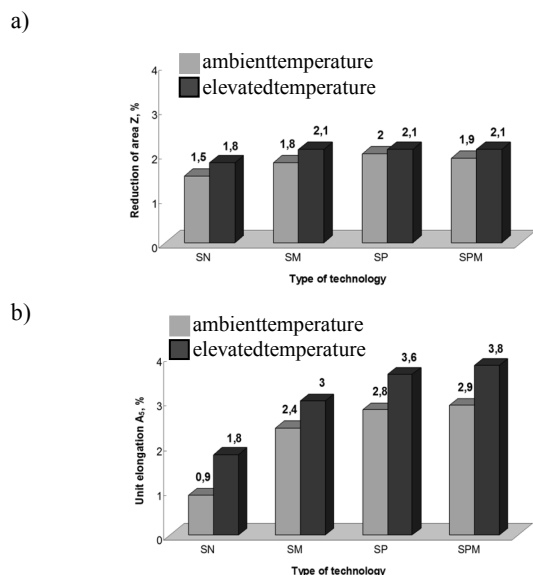 a)
ambienttemperature
elevatedtemperature
Reduction of area Z, %
4
3
2
1
0
1,5 1,8 1,8 2,1 2 2,1 1,9 2,1
SN SM SP SPM
Type of technology
b)
ambienttemperature
elevatedtemperature
Unit elongation A₅, %
4
3
2
1
0
0,9 1,8 2,4 3 2,8 3,6 2,9 3,8
SN SM SP SPM
Type of technology